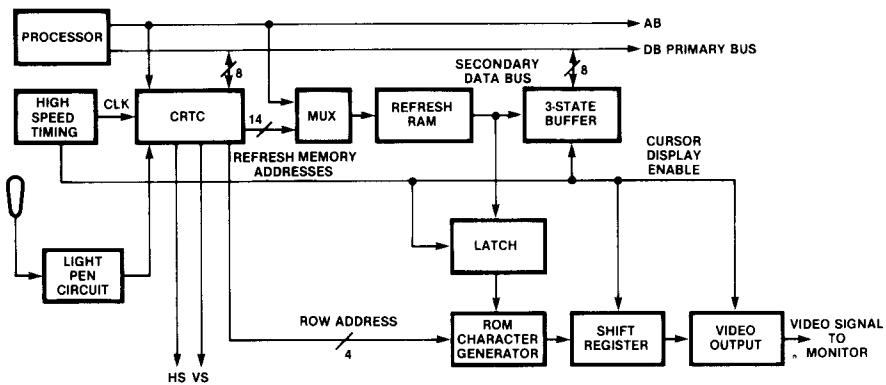 PROCESSOR
AB
DB PRIMARY BUS
8
SECONDARY
DATA BUS
8
HIGH
SPEED
TIMING
CLK
CRTC
14
MUX
REFRESH
RAM
3-STATE
BUFFER
REFRESH MEMORY
ADDRESSES
CURSOR
DISPLAY
ENABLE
LATCH
LIGHT
PEN
CIRCUIT
ROW ADDRESS
4
ROM
CHARACTER
GENERATOR
SHIFT
REGISTER
VIDEO
OUTPUT
VIDEO SIGNAL
TO
MONITOR
HS VS